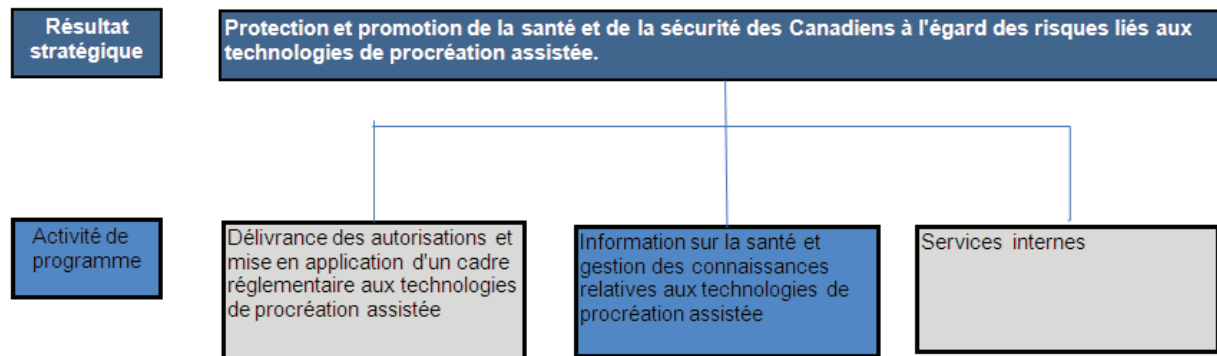 Résultat
stratégique
Protection et promotion de la santé et de la sécurité des Canadiens à l'égard des risques liés aux
technologies de procréation assistée.
Activité de
programme
Délivrance des autorisations et
mise en application d'un cadre
réglementaire aux technologies
de procréation assistée
Information sur la santé et
gestion des connaissances
relatives aux technologies de
procréation assistée
Services internes